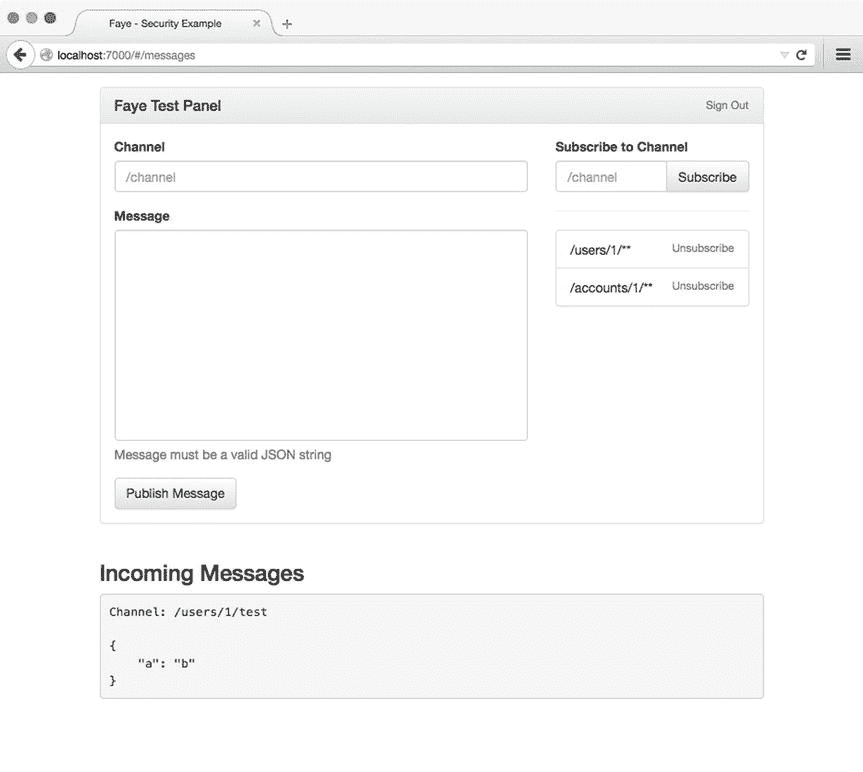 Faye - Security Example
localhost:7000/#/messages
Faye Test Panel
Sign Out
Channel
/channel
Message
Message must be a valid JSON string
Publish Message
Subscribe to Channel
/channel
Subscribe
/users/1/**
Unsubscribe
/accounts/1/**
Unsubscribe
Incoming Messages
Channel: /users/1/test
{
"a": "b"
}